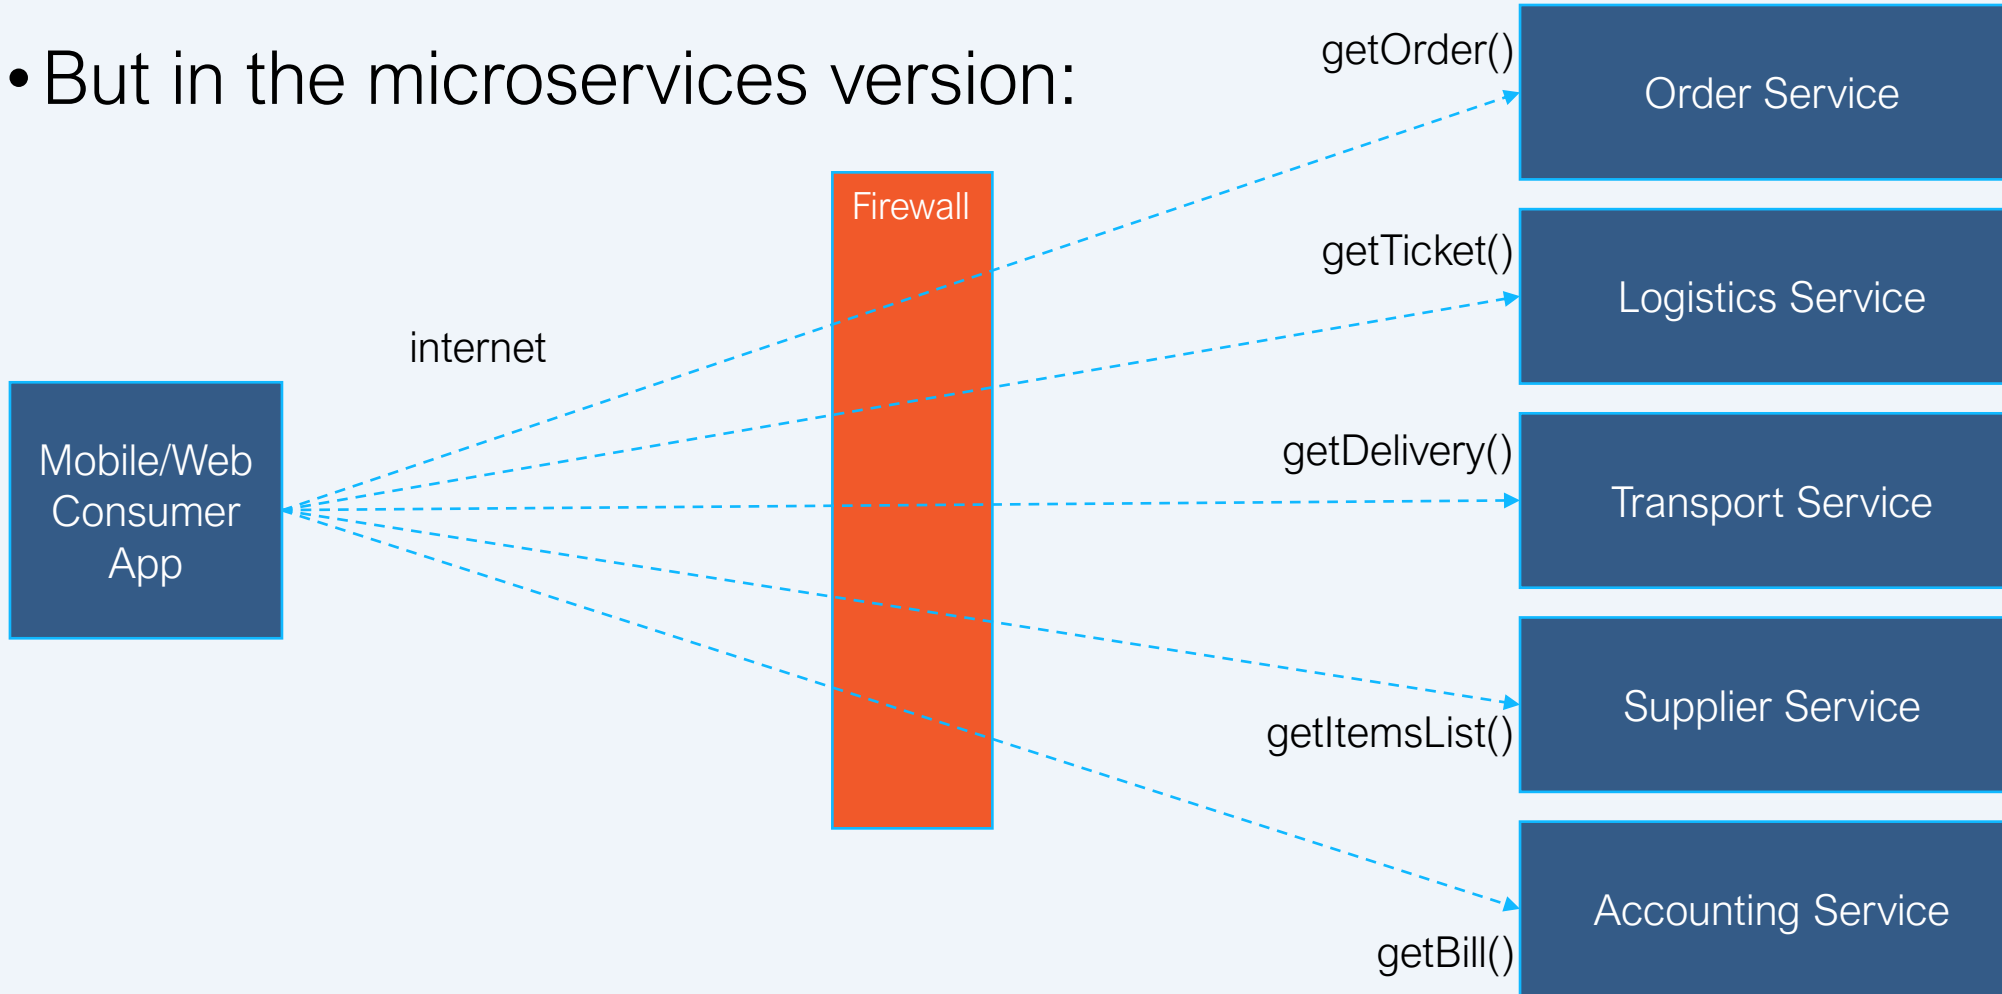 • But in the microservices version:
getOrder()
Order Service
Firewall
getTicket()
Logistics Service
internet
Mobile/Web
Consumer
App
getDelivery()
Transport Service
Supplier Service
getItemsList()
Accounting Service
getBill()